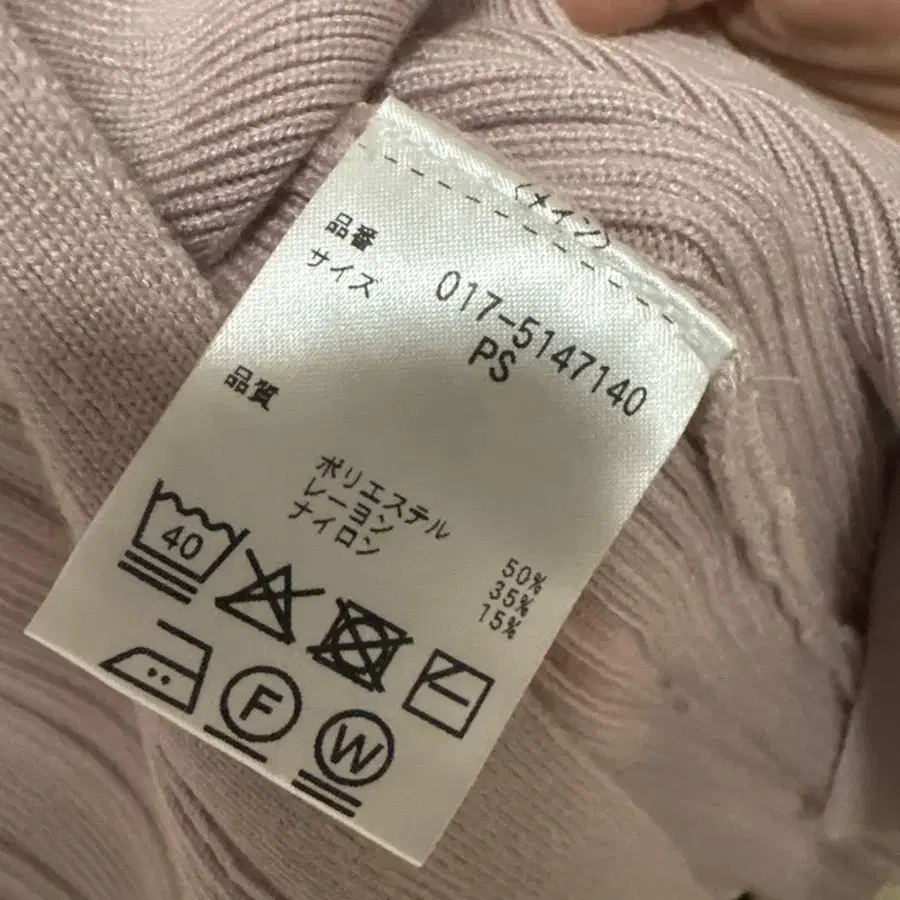 (メイン)
品番 017-5147140
サイズ PS
品質
ポリエステル 50%
レーヨン 35%
ナイロン 15%
40
F
W